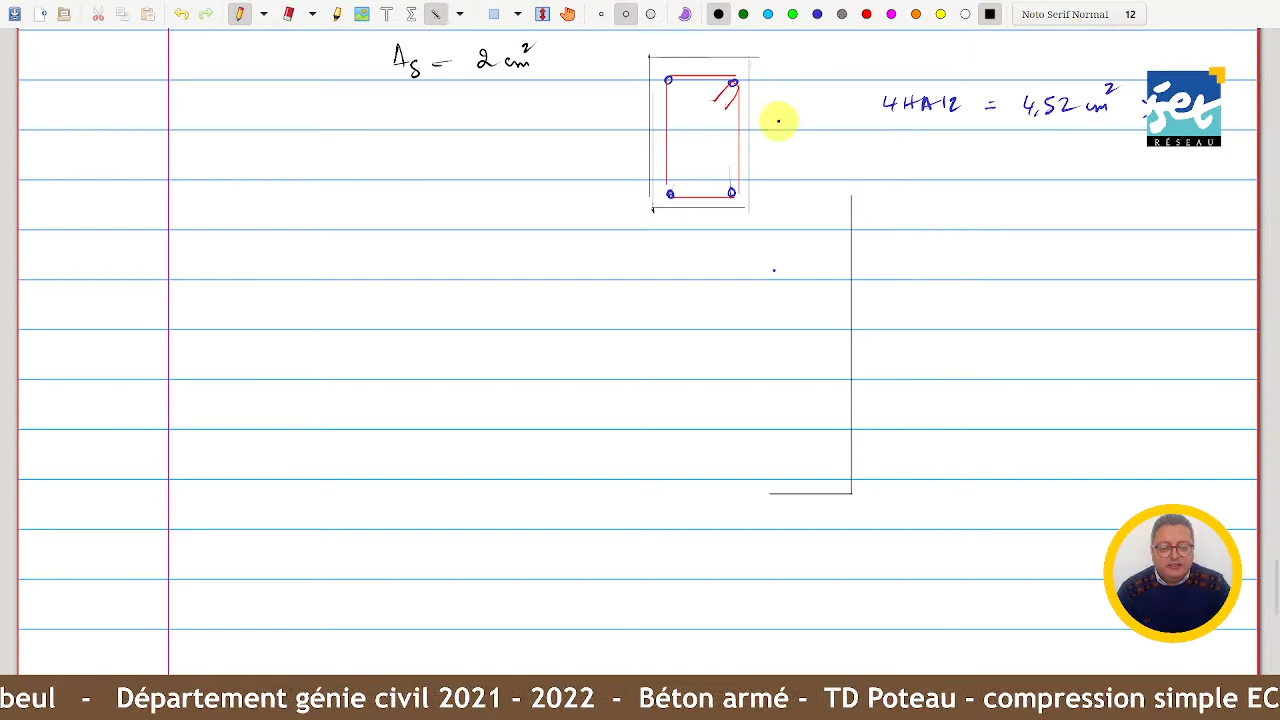 Noto Serif Normal 12
As = 2 cm²
4HA12 = 4,52 cm²
iset
RÉSEAU
beul - Département génie civil 2021 - 2022 - Béton armé - TD Poteau - compression simple EC